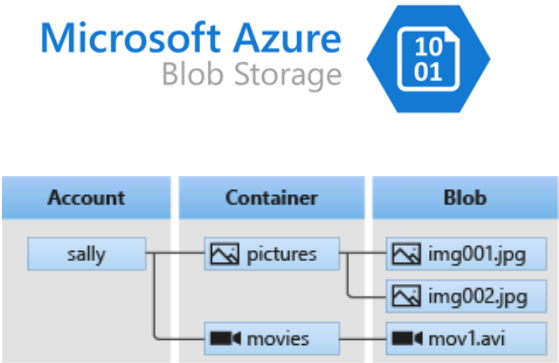 Microsoft Azure
Blob Storage
10
01
Account Container Blob
sally pictures img001.jpg
img002.jpg
movies mov1.avi